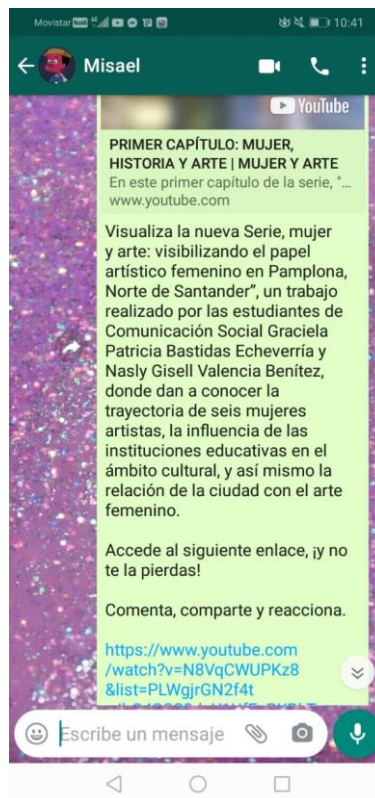 Movistar 10:41
Misael
YouTube
PRIMER CAPÍTULO: MUJER,
HISTORIA Y ARTE | MUJER Y ARTE
En este primer capítulo de la serie, "...
www.youtube.com
Visualiza la nueva Serie, mujer
y arte: visibilizando el papel
artístico femenino en Pamplona,
Norte de Santander”, un trabajo
realizado por las estudiantes de
Comunicación Social Graciela
Patricia Bastidas Echeverría y
Nasly Gisell Valencia Benítez,
donde dan a conocer la
trayectoria de seis mujeres
artistas, la influencia de las
instituciones educativas en el
ámbito cultural, y así mismo la
relación de la ciudad con el arte
femenino.
Accede al siguiente enlace, ¡y no
te la pierdas!
Comenta, comparte y reacciona.
https://www.youtube.com
/watch?v=N8VqCWUPKz8
&list=PLWgjrGN2f4t
Escribe un mensaje